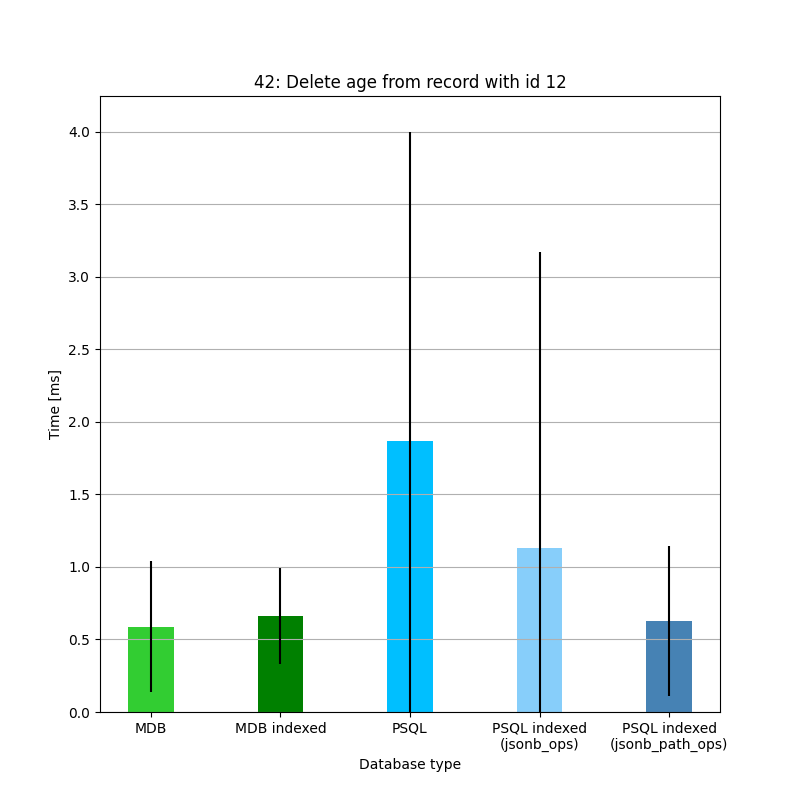 42: Delete age from record with id 12
4.0
3.5
3.0
2.5
2.0
1.5
1.0
0.5
0.0
Time [ms]
MDB
MDB indexed
PSQL
PSQL indexed
(jsonb_ops)
PSQL indexed
(jsonb_path_ops)
Database type